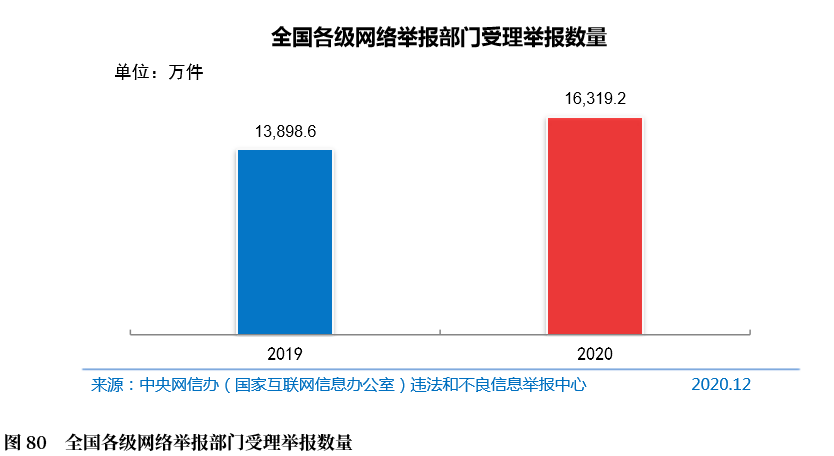 全国各级网络举报部门受理举报数量
单位：万件
16,319.2
13,898.6
2019
2020
来源：中央网信办（国家互联网信息办公室）违法和不良信息举报中心 2020.12
图 80 全国各级网络举报部门受理举报数量